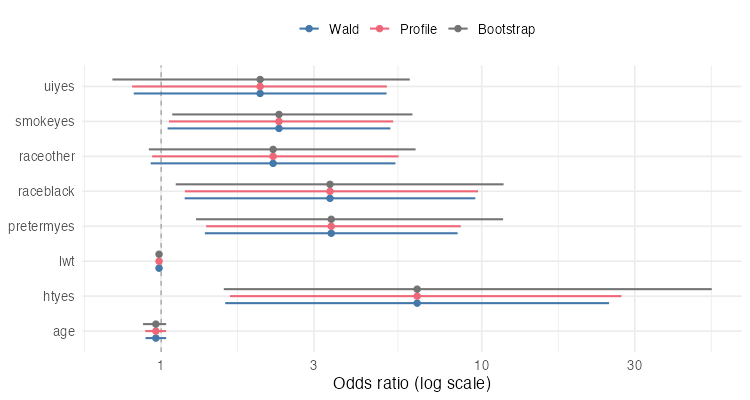 Wald Profile Bootstrap
uiyes
smokeyes
raceother
raceblack
pretermyes
lwt
htyes
age
1 3 10 30
Odds ratio (log scale)